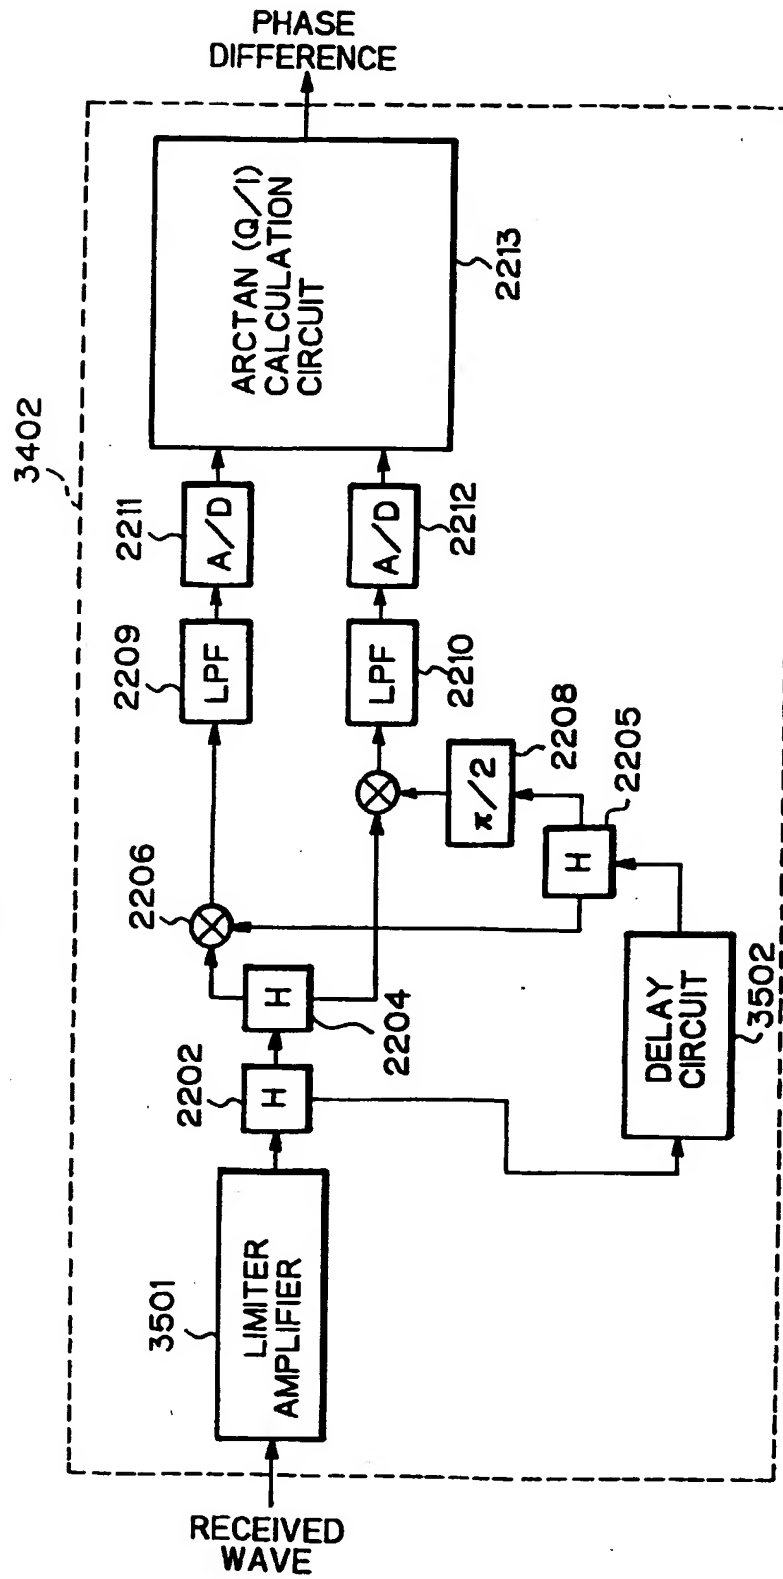 3402
RECEIVED
WAVE
3501
LIMITER
AMPLIFIER
2202
H
H
2204
2206
2209
LPF
2211
A/D
ARCTAN (Q/I)
CALCULATION
CIRCUIT
2213
PHASE
DIFFERENCE
LPF
2210
A/D
2212
π/2
2208
H
2205
DELAY
CIRCUIT
3502